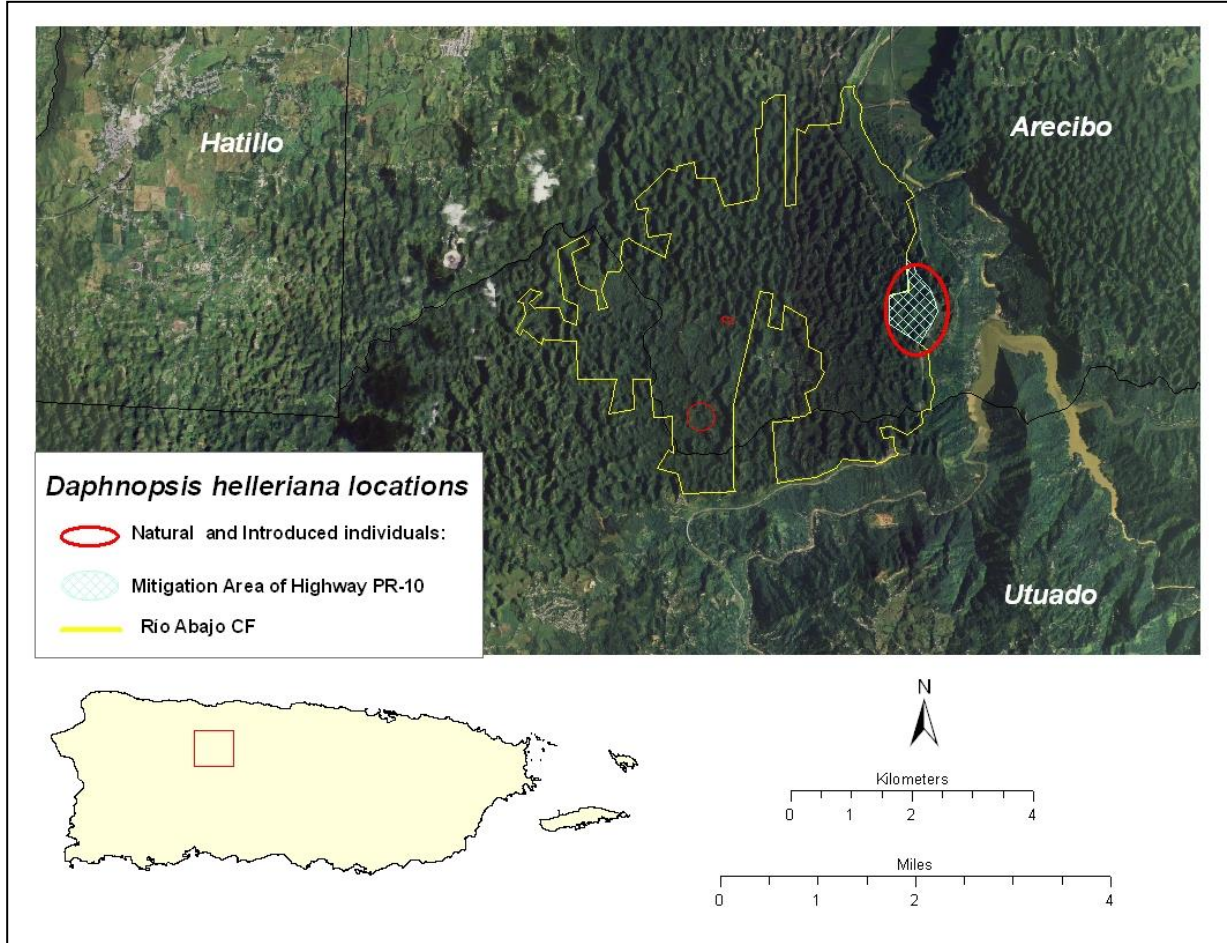 Hatillo
Arecibo
Daphnopsis helleriana locations
Natural and Introduced individuals:
Mitigation Area of Highway PR-10
Río Abajo CF
Utuado
N
Kilometers
0 1 2 4
Miles
0 1 2 4